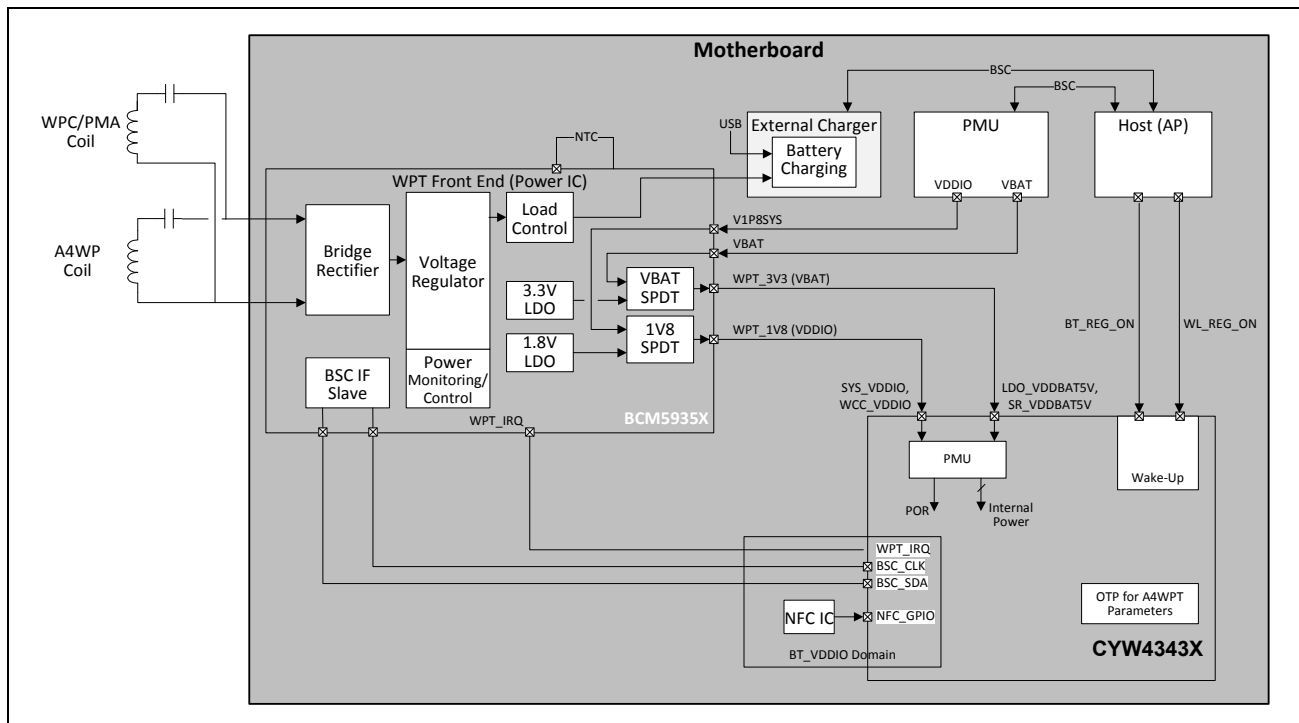 Motherboard
BSC
BSC
WPC/PMA
Coil
A4WP
Coil
NTC
USB
External Charger
Battery
Charging
PMU
VDDIO
VBAT
Host (AP)
WPT Front End (Power IC)
Bridge
Rectifier
Voltage
Regulator
Load
Control
V1P8SYS
VBAT
3.3V
LDO
VBAT
SPDT
WPT_3V3 (VBAT)
1.8V
LDO
1V8
SPDT
WPT_1V8 (VDDIO)
BT_REG_ON
WL_REG_ON
BSC IF
Slave
Power
Monitoring/
Control
WPT_IRQ
BCM5935X
SYS_VDDIO,
WCC_VDDIO
LDO_VDDBAT5V,
SR_VDDBAT5V
PMU
POR
Internal
Power
Wake-Up
WPT_IRQ
BSC_CLK
BSC_SDA
NFC IC
NFC_GPIO
BT_VDDIO Domain
OTP for A4WPT
Parameters
CYW4343X